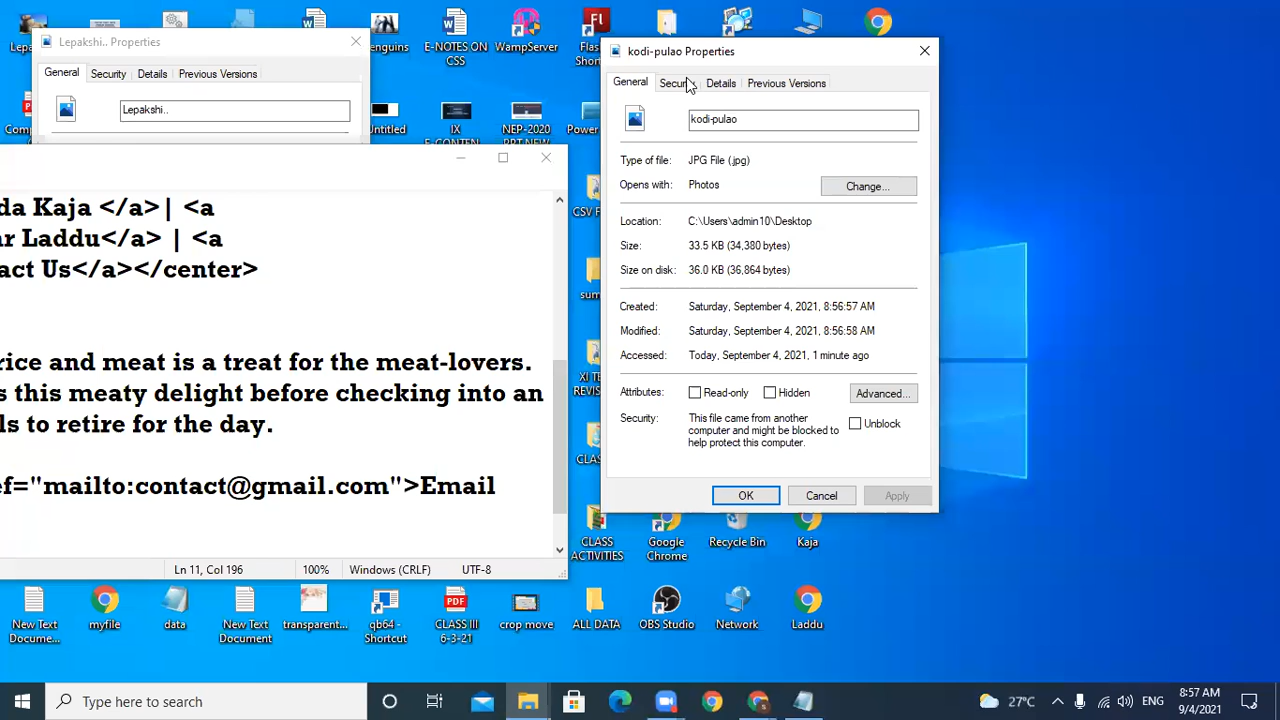 Lepakshi.. Properties
General
Security
Details
Previous Versions
Lepakshi..
Penguins
E-NOTES ON
CSS
WampServer
Untitled
IX
NEP-2020
Power
kodi-pulao Properties
General
Details
Previous Versions
kodi-pulao
Type of file: JPG File (.jpg)
Opens with: Photos
Change...
Location: C:\Users\admin10\Desktop
Size: 33.5 KB (34,380 bytes)
Size on disk: 36.0 KB (36,864 bytes)
Created: Saturday, September 4, 2021, 8:56:57 AM
Modified: Saturday, September 4, 2021, 8:56:58 AM
Accessed: Today, September 4, 2021, 1 minute ago
Attributes: Read-only Hidden Advanced...
Security: This file came from another
computer and might be blocked to
help protect this computer.
Unblock
OK Cancel Apply
da Kaja </a>| <a
ar Laddu</a> | <a
act Us</a></center>
rice and meat is a treat for the meat-lovers.
s this meaty delight before checking into an
ls to retire for the day.
ef="mailto:contact@gmail.com">Email
Ln 11, Col 196
100%
Windows (CRLF)
UTF-8
CLASS
ACTIVITIES
Google
Chrome
Recycle Bin
Kaja
New Text
Docume...
myfile
data
New Text
Document
transparent...
qb64 -
Shortcut
CLASS III
6-3-21
crop move
ALL DATA
OBS Studio
Network
Laddu
Type here to search
27°C
ENG
8:57 AM
9/4/2021